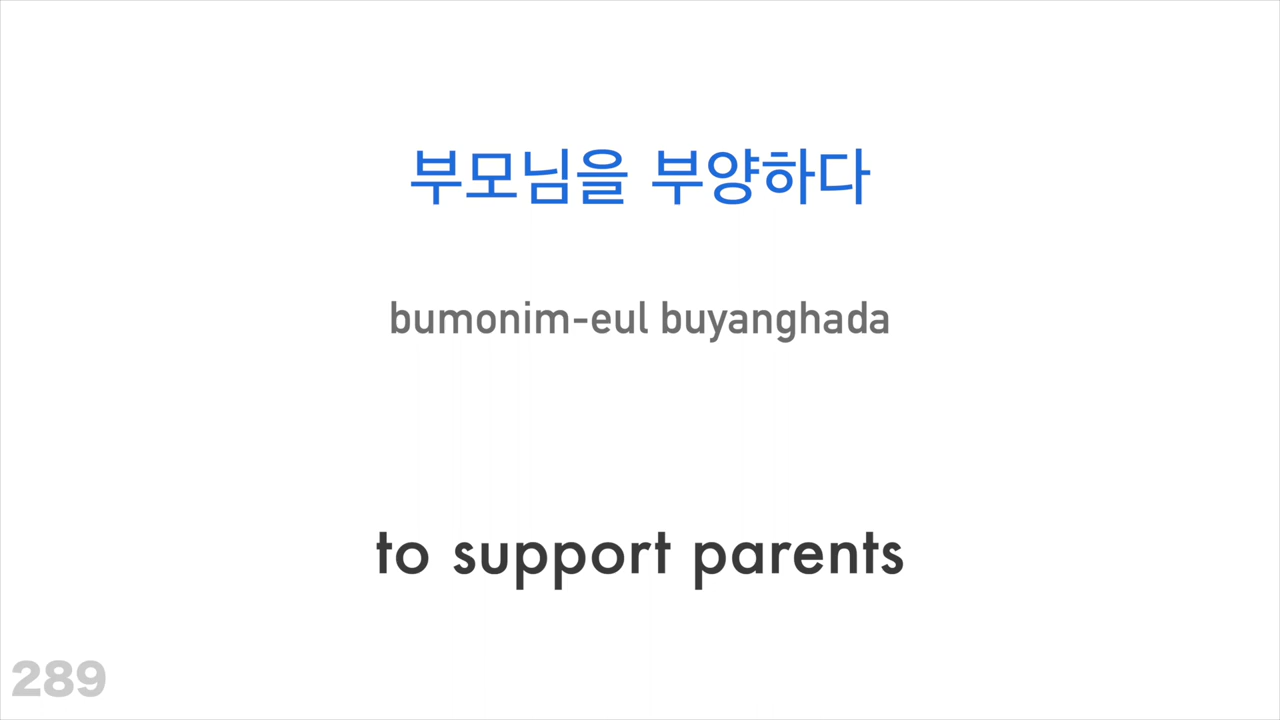 부모님을 부양하다
bumonim-eul buyanghada
to support parents
289